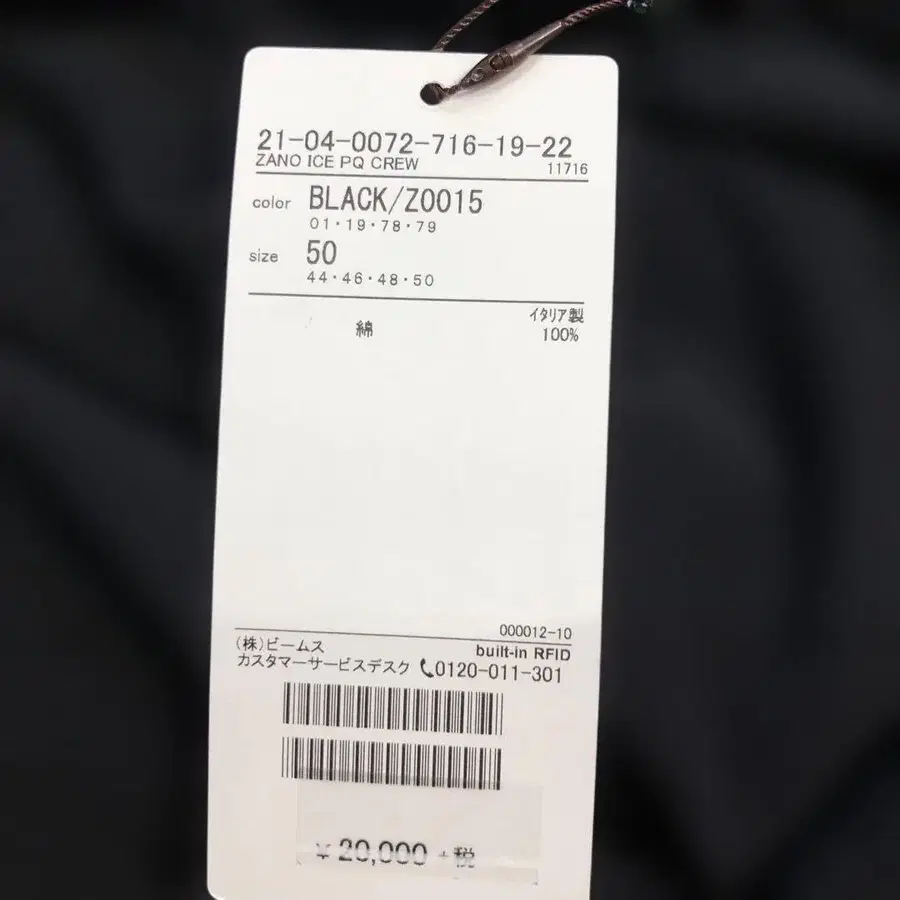 21-04-0072-716-19-22
ZANO ICE PQ CREW 11716
color BLACK/Z0015
01・19・78・79
size 50
44・46・48・50
イタリア製
綿 100%
000012-10
(株)ビームス built-in RFID
カスタマーサービスデスク 0120-011-301
¥20,000 +税